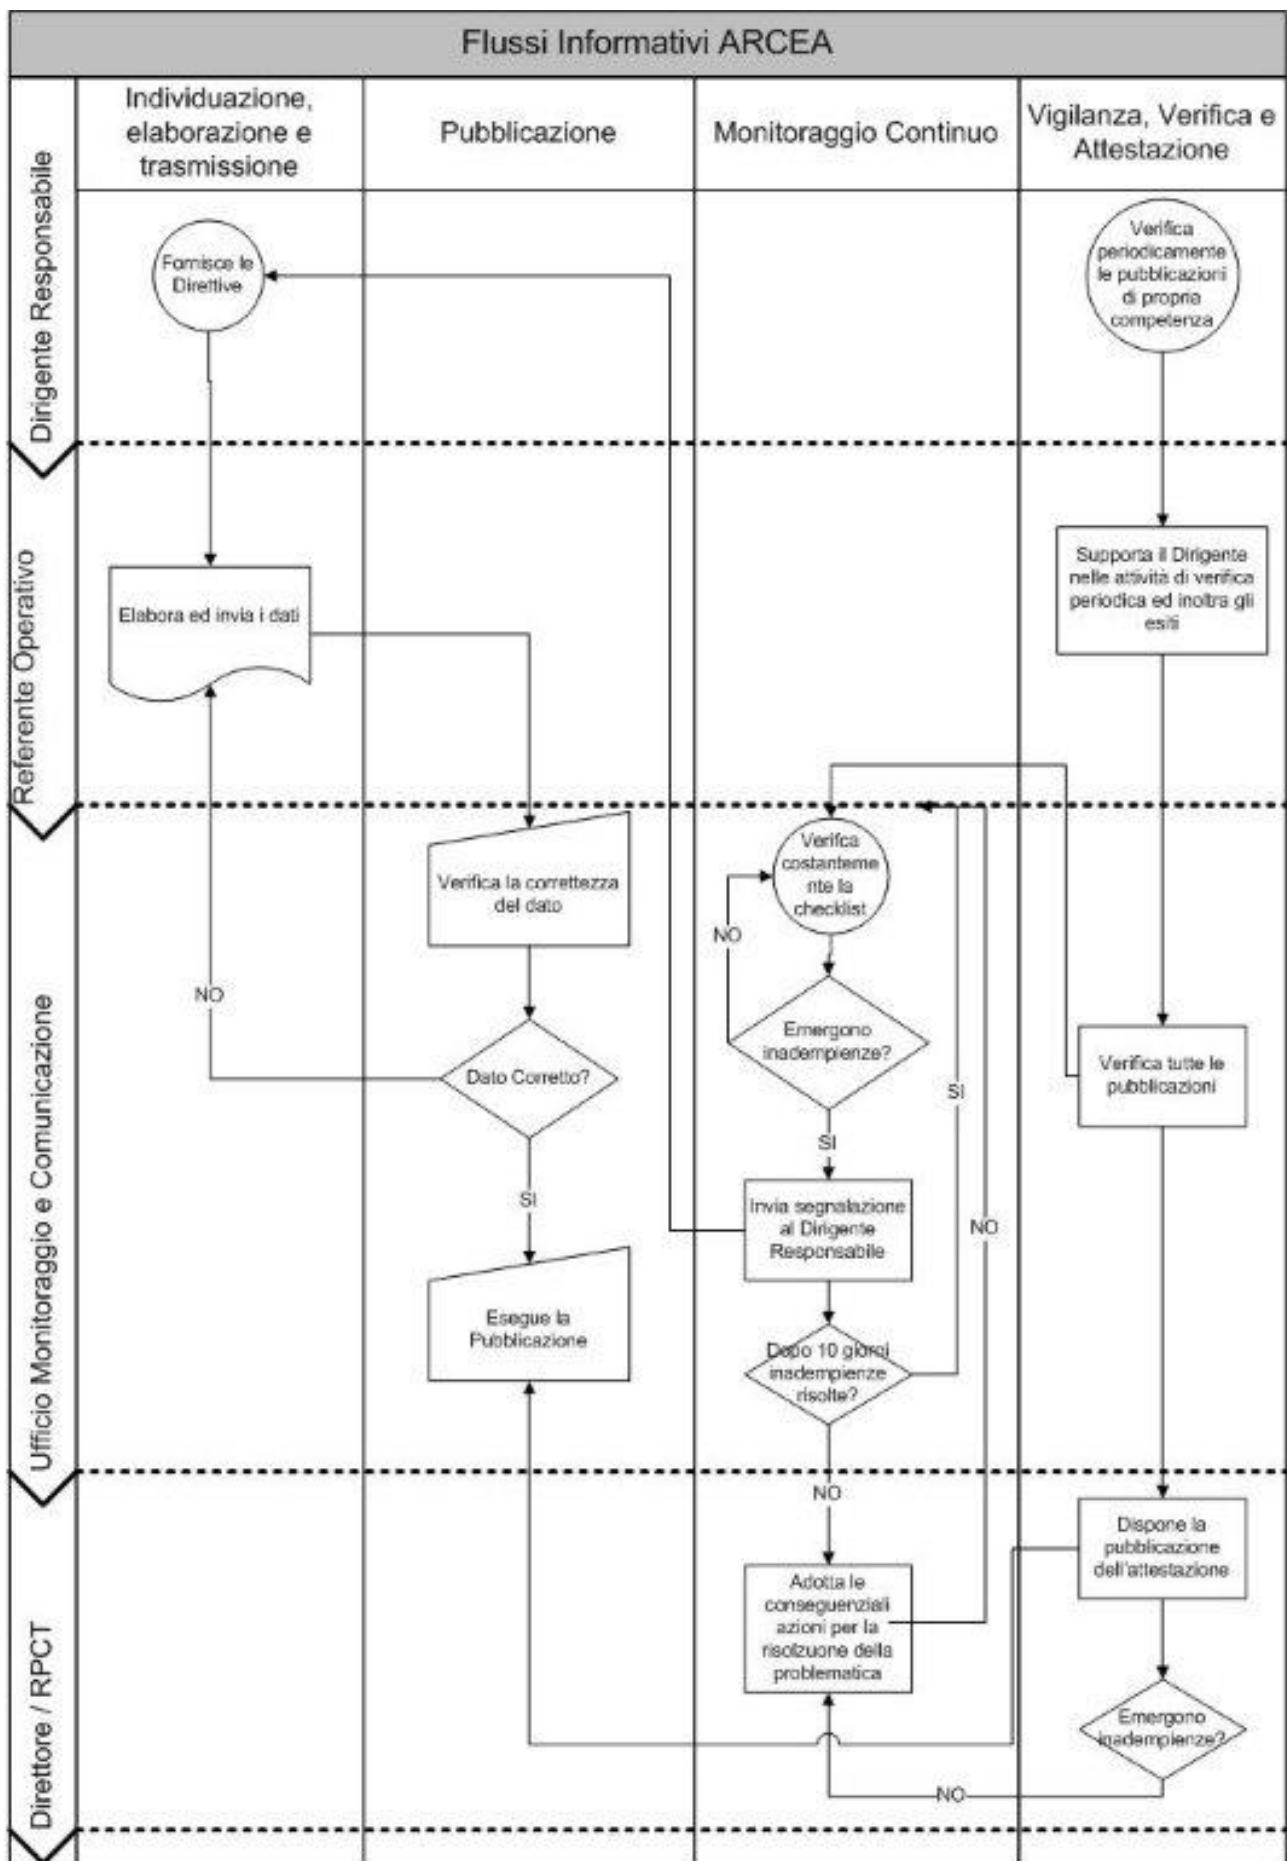 Flussi Informativi ARCEA
Individuazione,
elaborazione e
trasmissione
Pubblicazione
Monitoraggio Continuo
Vigilanza, Verifica e
Attestazione
Dirigente Responsabile
Fornisce le
Direttive
Verifica
periodicamente
le pubblicazioni
di propria
competenza
Referente Operativo
Elabora ed invia i dati
Supporta il Dirigente
nelle attività di verifica
periodica ed inoltra gli
esiti
Ufficio Monitoraggio e Comunicazione
Verifica la correttezza
del dato
Verifca
costanteme
nte la
checklist
NO
NO
Dato Corretto?
Emergono
inadempienze?
Verifica tutte le
pubblicazioni
SI
SI
SI
Invia segnalazione
al Dirigente
Responsabile
NO
Esegue la
Pubblicazione
Dopo 10 giorni
inadempienze
risolte?
Direttore / RPCT
NO
Dispone la
pubblicazione
dell'attestazione
Adotta le
conseguenziali
azioni per la
risolzuone della
problematica
Emergono
inadempienze?
NO